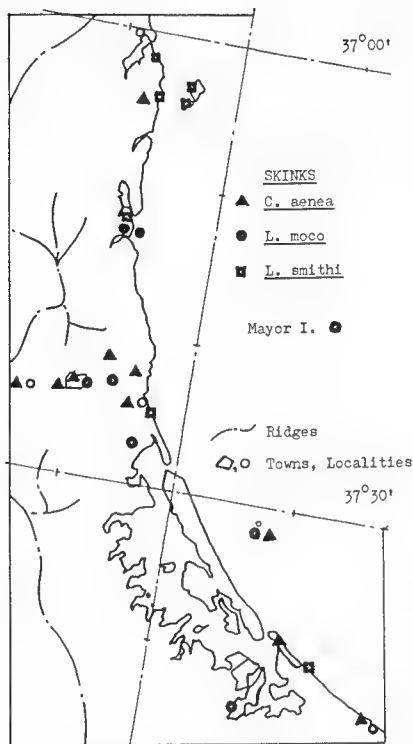 37°00'
SKINKS
C. aenea
L. moco
L. smithi
Mayor I.
Ridges
Towns, Localities
37°30'